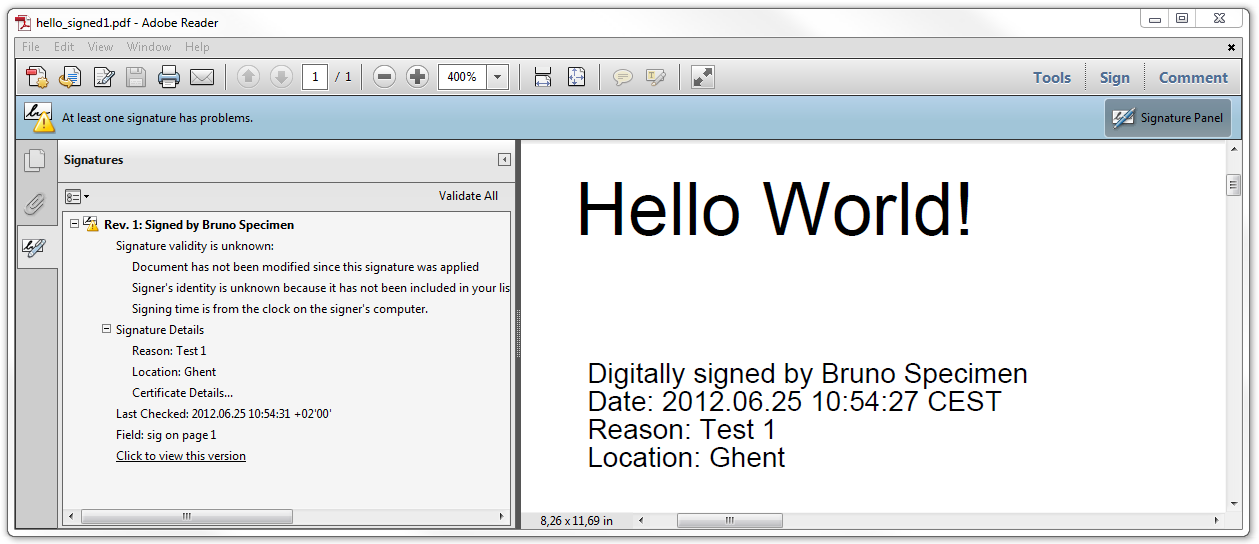 hello_signed1.pdf - Adobe Reader
File Edit View Window Help
1 / 1 400% Tools Sign Comment
At least one signature has problems.
Signature Panel
Signatures
Validate All
Rev. 1: Signed by Bruno Specimen
Signature validity is unknown:
Document has not been modified since this signature was applied
Signer's identity is unknown because it has not been included in your lis
Signing time is from the clock on the signer's computer.
Signature Details
Reason: Test 1
Location: Ghent
Certificate Details...
Last Checked: 2012.06.25 10:54:31 +02'00'
Field: sig on page 1
Click to view this version
Hello World!
Digitally signed by Bruno Specimen
Date: 2012.06.25 10:54:27 CEST
Reason: Test 1
Location: Ghent
8,26 x 11,69 in